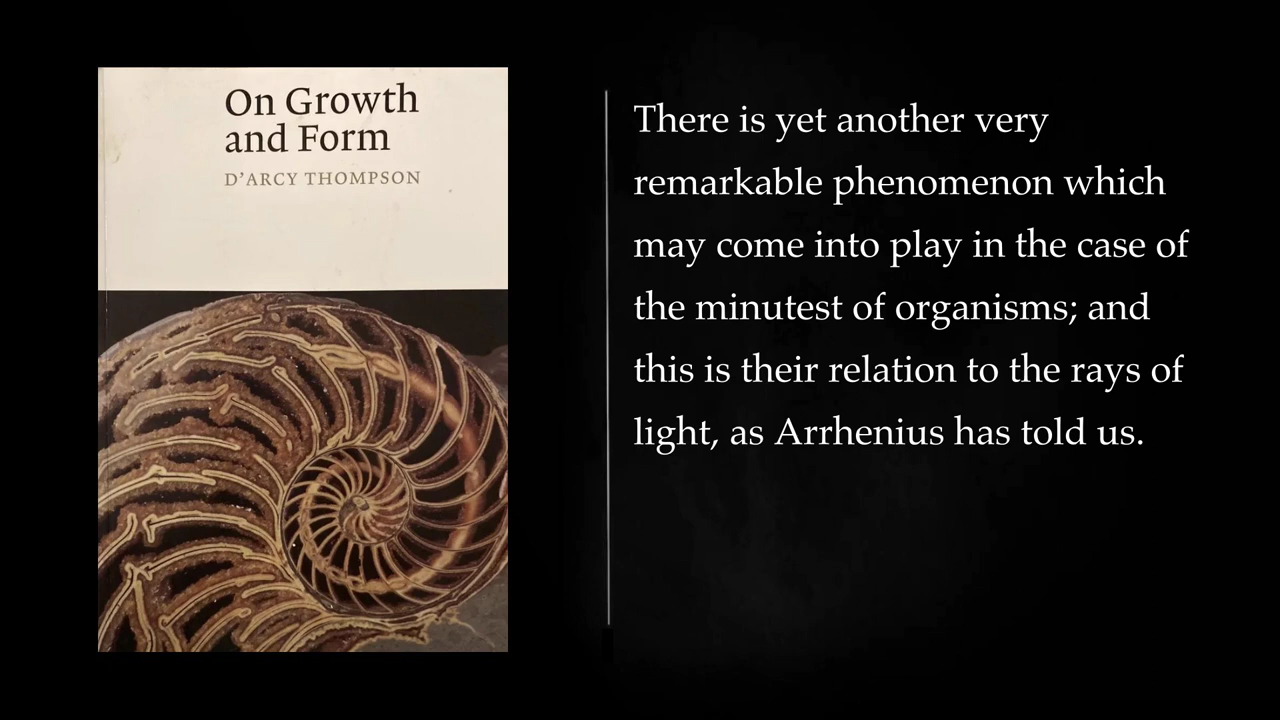 On Growth
and Form
D'ARCY THOMPSON
There is yet another very
remarkable phenomenon which
may come into play in the case of
the minutest of organisms; and
this is their relation to the rays of
light, as Arrhenius has told us.